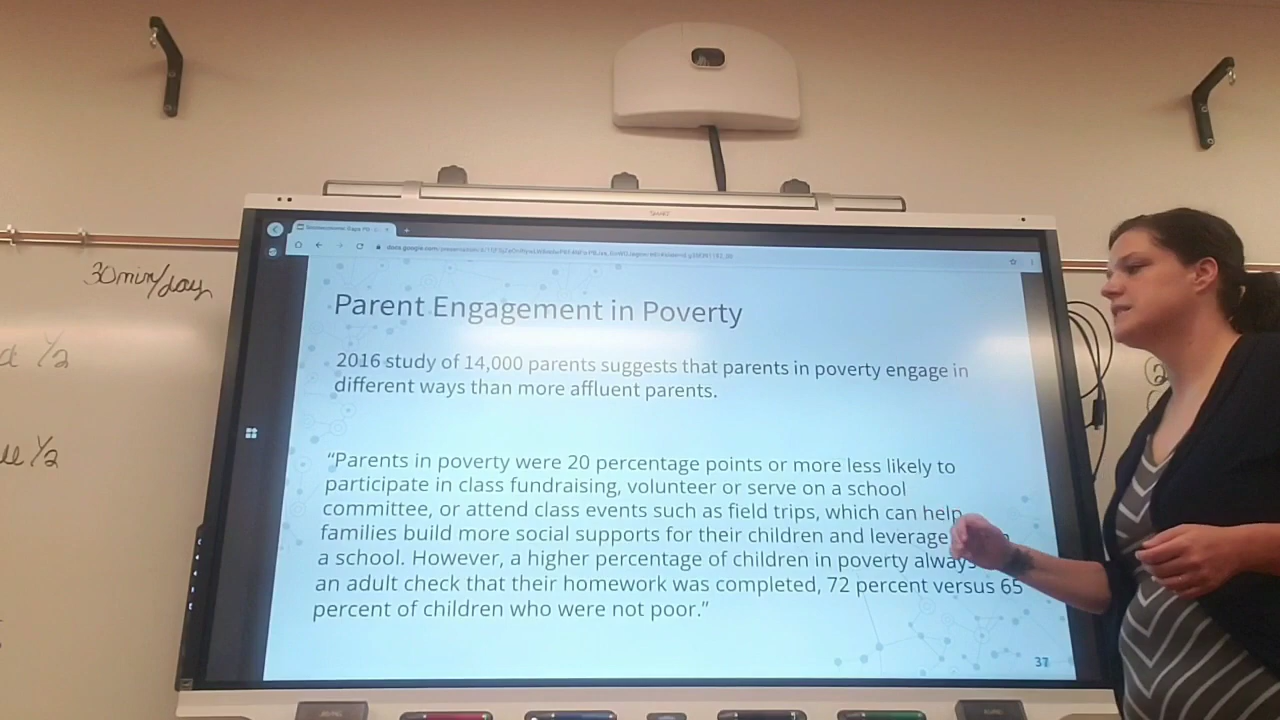 SMART
30min/day
1/2
1/2
Parent Engagement in Poverty
2016 study of 14,000 parents suggests that parents in poverty engage in
different ways than more affluent parents.
“Parents in poverty were 20 percentage points or more less likely to
participate in class fundraising, volunteer or serve on a school
committee, or attend class events such as field trips, which can help
families build more social supports for their children and leverage
a school. However, a higher percentage of children in poverty always
an adult check that their homework was completed, 72 percent versus 65
percent of children who were not poor.”
37